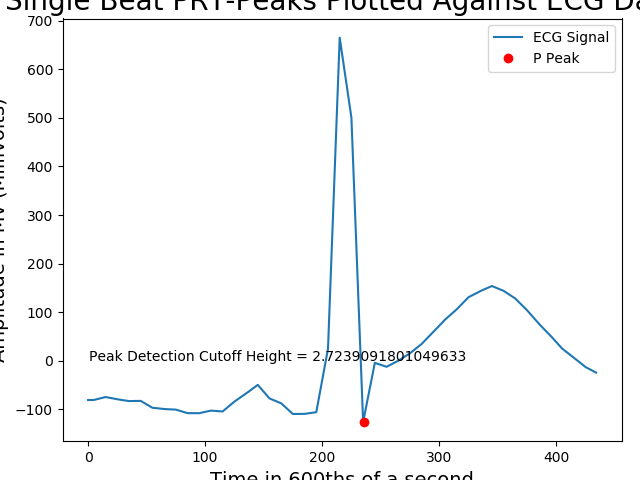 Single Beat PRT-Peaks Plotted Against ECG Da
700
600
500
400
300
200
100
0
−100
Amplitude in MV (MilliVolts)
ECG Signal
P Peak
Peak Detection Cutoff Height = 2.7239091801049633
0
100
200
300
400
Time in 600ths of a second